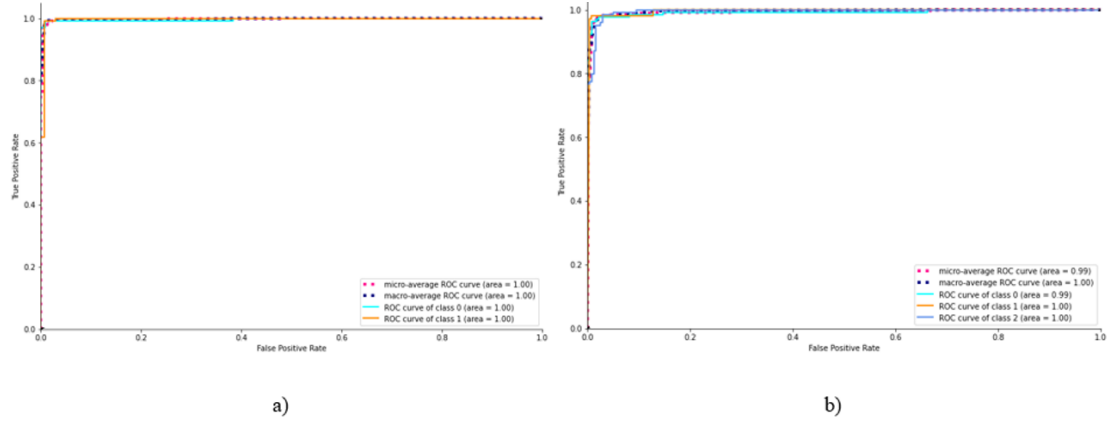 1.0
0.8
0.6
0.4
0.2
0.0
True Positive Rate
0.0 0.2 0.4 0.6 0.8 1.0
False Positive Rate
micro-average ROC curve (area = 1.00)
macro-average ROC curve (area = 1.00)
ROC curve of class 0 (area = 1.00)
ROC curve of class 1 (area = 1.00)
a)
1.0
0.8
0.6
0.4
0.2
0.0
True Positive Rate
0.0 0.2 0.4 0.6 0.8 1.0
False Positive Rate
micro-average ROC curve (area = 0.99)
macro-average ROC curve (area = 1.00)
ROC curve of class 0 (area = 0.99)
ROC curve of class 1 (area = 1.00)
ROC curve of class 2 (area = 1.00)
b)